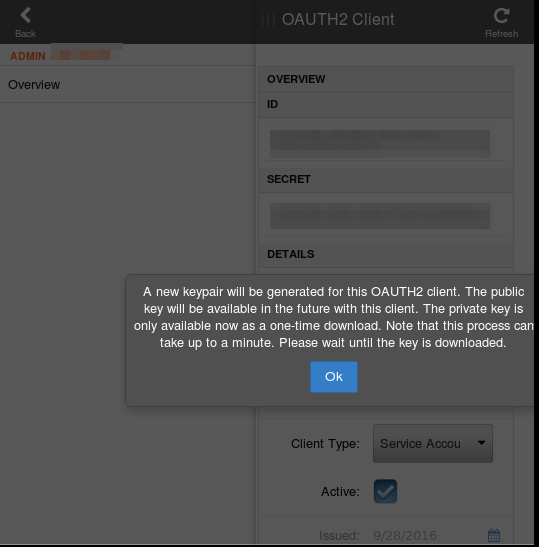 OAUTH2 Client
Back
Refresh
ADMIN -
Overview
OVERVIEW
ID
SECRET
DETAILS
A new keypair will be generated for this OAUTH2 client. The public
key will be available in the future with this client. The private key is
only available now as a one-time download. Note that this process can
take up to a minute. Please wait until the key is downloaded.
Ok
Client Type:
Service Accou
Active:
Issued:
9/28/2016